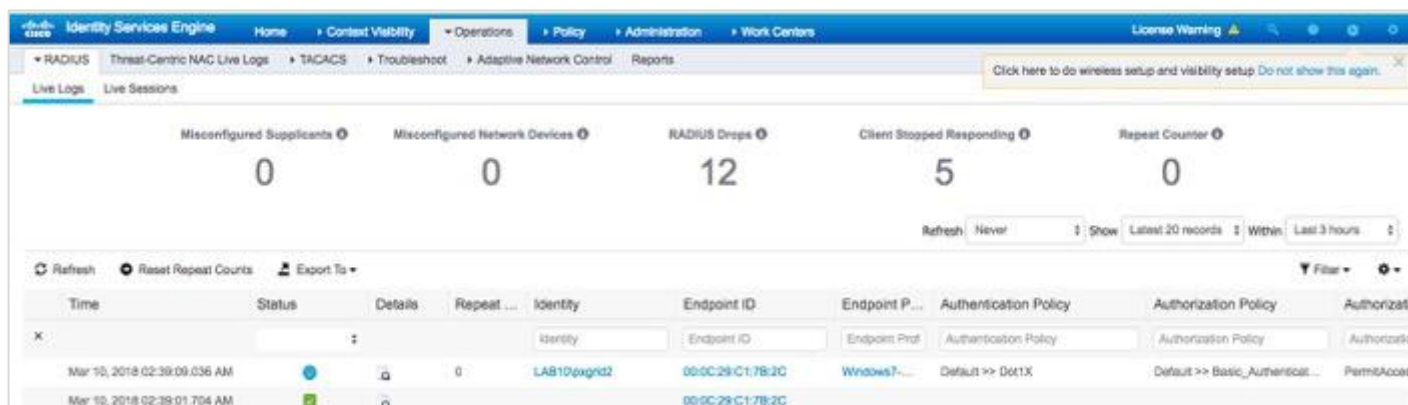 cisco Identity Services Engine Home Context Visibility Operations Policy Administration Work Centers License Warning
RADIUS Threat-Centric NAC Live Logs TACACS Troubleshoot Adaptive Network Control Reports
Click here to do wireless setup and visibility setup Do not show this again.
Live Logs Live Sessions
Misconfigured Supplicants Misconfigured Network Devices RADIUS Drops Client Stopped Responding Repeat Counter
0 0 12 5 0
Refresh Never Show Latest 20 records Within Last 3 hours
Refresh Reset Repeat Counts Export To Filter
Time Status Details Repeat ... Identity Endpoint ID Endpoint P... Authentication Policy Authorization Policy Authorizat
Identity Endpoint ID Endpoint Prof Authentication Policy Authorization Policy Authorizatio
Mar 10, 2018 02:39:09.036 AM 0 LAB10\pxgrid2 00:0C:29:C1:7B:2C Windows7-... Default >> Dot1X Default >> Basic_Authenticat... PermitAcces
Mar 10, 2018 02:39:01.704 AM 00:0C:29:C1:7B:2C